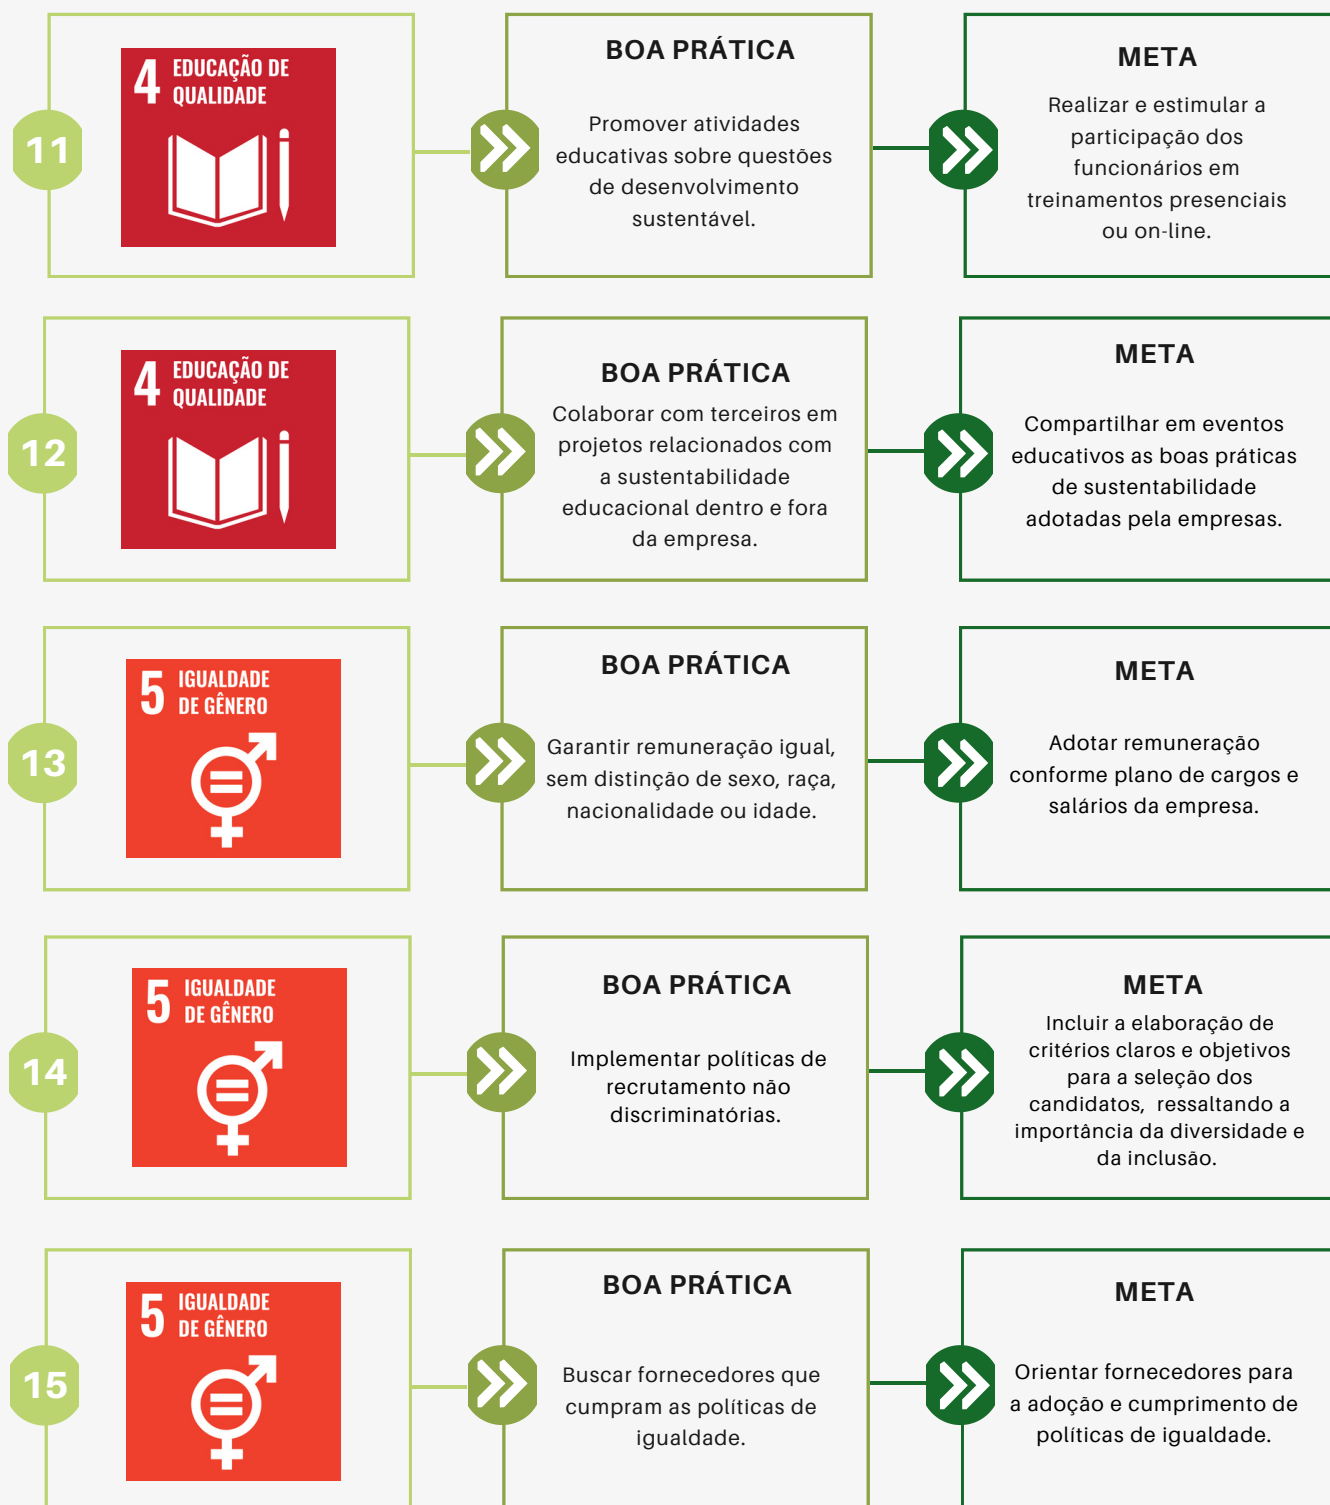 11
4 EDUCAÇÃO DE
QUALIDADE
BOA PRÁTICA
Promover atividades
educativas sobre questões
de desenvolvimento
sustentável.
META
Realizar e estimular a
participação dos
funcionários em
treinamentos presenciais
ou on-line.
12
4 EDUCAÇÃO DE
QUALIDADE
BOA PRÁTICA
Colaborar com terceiros em
projetos relacionados com
a sustentabilidade
educacional dentro e fora
da empresa.
META
Compartilhar em eventos
educativos as boas práticas
de sustentabilidade
adotadas pela empresas.
13
5 IGUALDADE
DE GÊNERO
BOA PRÁTICA
Garantir remuneração igual,
sem distinção de sexo, raça,
nacionalidade ou idade.
META
Adotar remuneração
conforme plano de cargos e
salários da empresa.
14
5 IGUALDADE
DE GÊNERO
BOA PRÁTICA
Implementar políticas de
recrutamento não
discriminatórias.
META
Incluir a elaboração de
critérios claros e objetivos
para a seleção dos
candidatos, ressaltando a
importância da diversidade e
da inclusão.
15
5 IGUALDADE
DE GÊNERO
BOA PRÁTICA
Buscar fornecedores que
cumpram as políticas de
igualdade.
META
Orientar fornecedores para
a adoção e cumprimento de
políticas de igualdade.